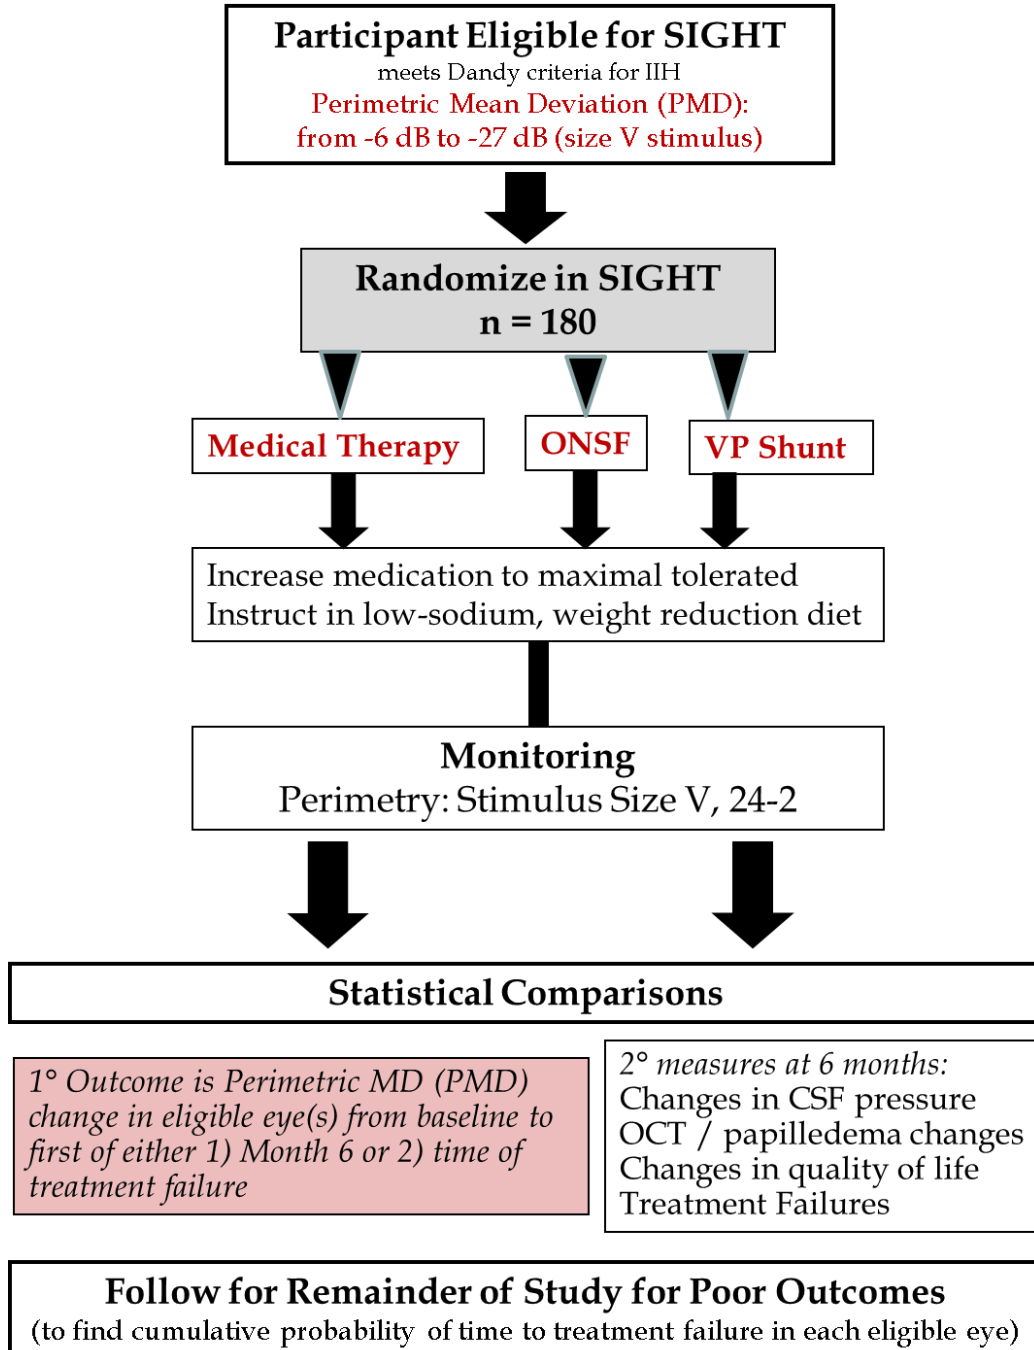 Participant Eligible for SIGHT
meets Dandy criteria for IIH
Perimetric Mean Deviation (PMD):
from -6 dB to -27 dB (size V stimulus)
Randomize in SIGHT
n = 180
Medical Therapy
ONSF
VP Shunt
Increase medication to maximal tolerated
Instruct in low-sodium, weight reduction diet
Monitoring
Perimetry: Stimulus Size V, 24-2
Statistical Comparisons
1° Outcome is Perimetric MD (PMD)
change in eligible eye(s) from baseline to
first of either 1) Month 6 or 2) time of
treatment failure
2° measures at 6 months:
Changes in CSF pressure
OCT / papilledema changes
Changes in quality of life
Treatment Failures
Follow for Remainder of Study for Poor Outcomes
(to find cumulative probability of time to treatment failure in each eligible eye)